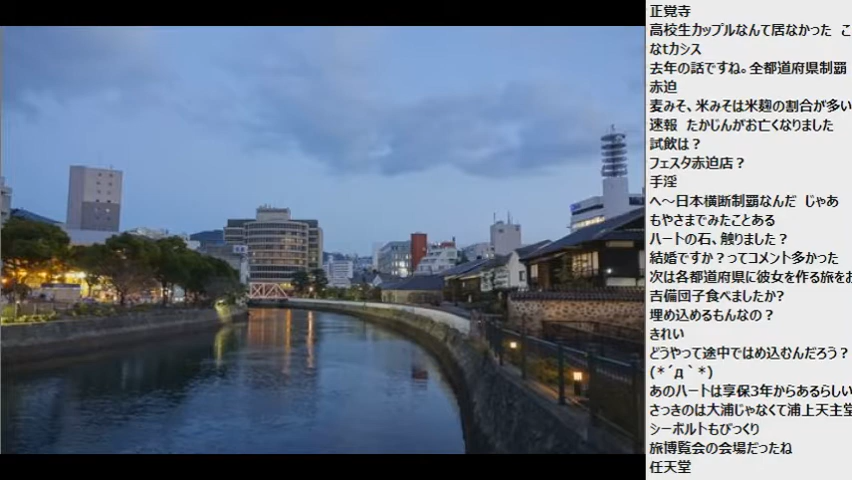 正覚寺
高校生カップルなんて居なかった こ
なtカシス
去年の話ですね。全都道府県制覇
赤迫
麦みそ、米みそは米麹の割合が多い
速報 たかじんがお亡くなりました
試飲は？
フェスタ赤迫店？
手淫
へ～日本横断制覇なんだ じゃあ
もやさまでみたことある
ハートの石、触りました？
結婚ですか？ってコメント多かった
次は各都道府県に彼女を作る旅をお
吉備団子食べましたか?
埋め込めるもんなの？
きれい
どうやって途中ではめ込むんだろう？
(*´д｀*)
あのハートは享保3年からあるらしい
さっきのは大浦じゃなくて浦上天主堂
シーボルトもびっくり
旅博覧会の会場だったね
任天堂